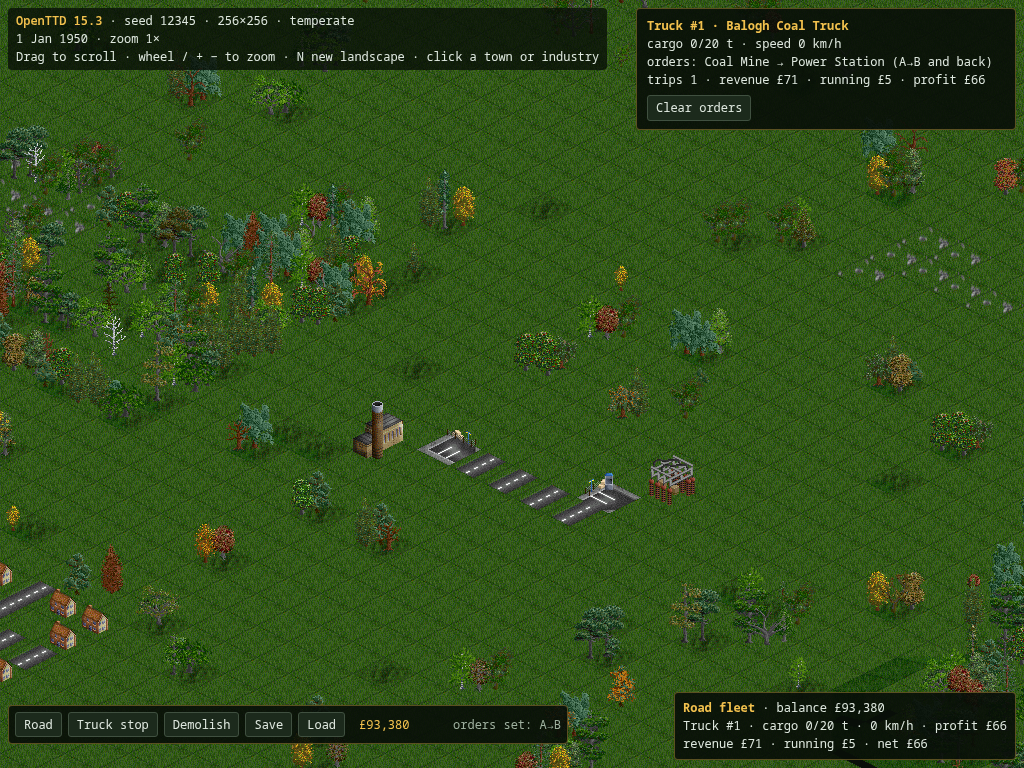 OpenTTD 15.3 · seed 12345 · 256×256 · temperate
1 Jan 1950 · zoom 1×
Drag to scroll · wheel / + − to zoom · N new landscape · click a town or industry
Truck #1 · Balogh Coal Truck
cargo 0/20 t · speed 0 km/h
orders: Coal Mine → Power Station (A→B and back)
trips 1 · revenue £71 · running £5 · profit £66
Clear orders
Road Truck stop Demolish Save Load £93,380 orders set: A→B
Road fleet · balance £93,380
Truck #1 · cargo 0/20 t · 0 km/h · profit £66
revenue £71 · running £5 · net £66